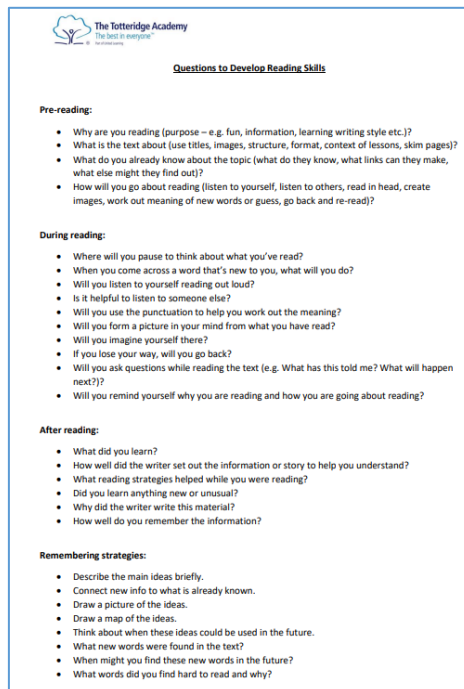 The Totteridge Academy
The best in everyone™
Part of United Learning
Questions to Develop Reading Skills
Pre-reading:
• Why are you reading (purpose – e.g. fun, information, learning writing style etc.)?
• What is the text about (use titles, images, structure, format, context of lessons, skim pages)?
• What do you already know about the topic (what do they know, what links can they make,
what else might they find out)?
• How will you go about reading (listen to yourself, listen to others, read in head, create
images, work out meaning of new words or guess, go back and re-read)?
During reading:
• Where will you pause to think about what you've read?
• When you come across a word that's new to you, what will you do?
• Will you listen to yourself reading out loud?
• Is it helpful to listen to someone else?
• Will you use the punctuation to help you work out the meaning?
• Will you form a picture in your mind from what you have read?
• Will you imagine yourself there?
• If you lose your way, will you go back?
• Will you ask questions while reading the text (e.g. What has this told me? What will happen
next?)?
• Will you remind yourself why you are reading and how you are going about reading?
After reading:
• What did you learn?
• How well did the writer set out the information or story to help you understand?
• What reading strategies helped while you were reading?
• Did you learn anything new or unusual?
• Why did the writer write this material?
• How well do you remember the information?
Remembering strategies:
• Describe the main ideas briefly.
• Connect new info to what is already known.
• Draw a picture of the ideas.
• Draw a map of the ideas.
• Think about when these ideas could be used in the future.
• What new words were found in the text?
• When might you find these new words in the future?
• What words did you find hard to read and why?